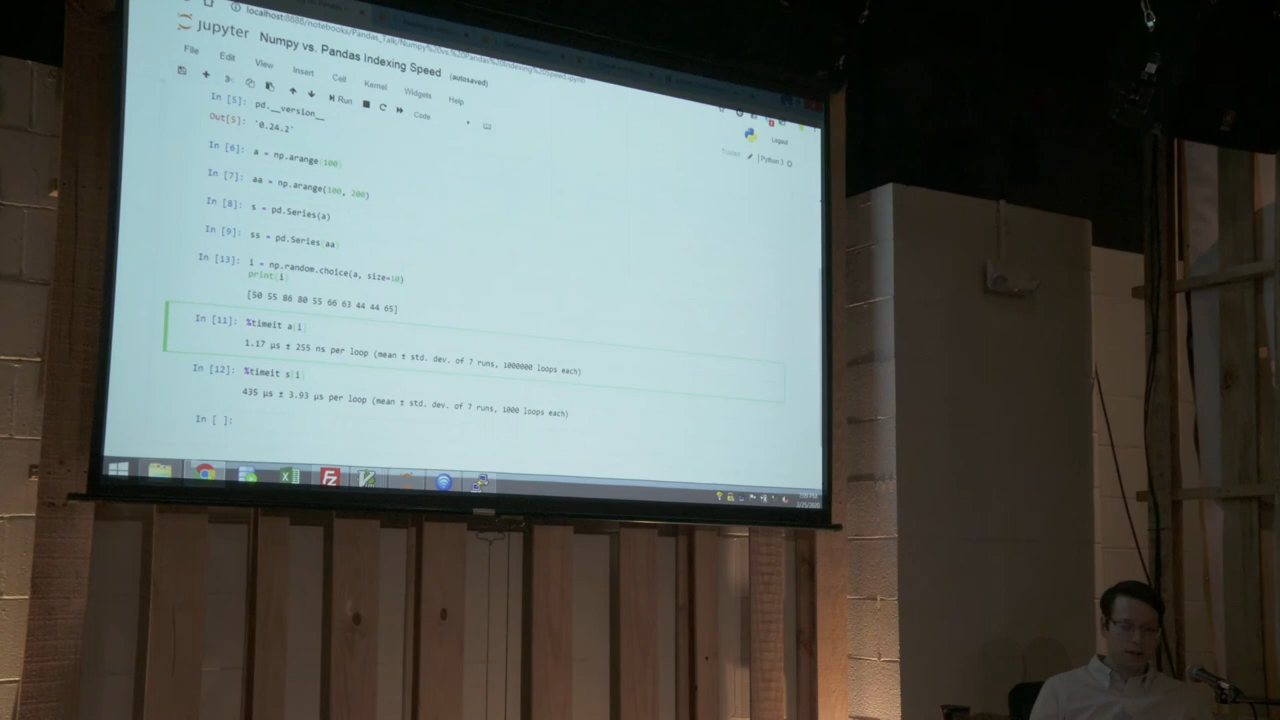 localhost:8888/notebooks/Pandas_Talk/Numpy%20vs.%20Pandas%20Indexing%20Speed.ipynb
jupyter Numpy vs. Pandas Indexing Speed (autosaved)
Logout
File Edit View Insert Cell Kernel Widgets Help
Trusted Python 3
Run Code
In [5]: pd.__version__
Out[5]: '0.24.2'
In [6]: a = np.arange(100)
In [7]: aa = np.arange(100, 200)
In [8]: s = pd.Series(a)
In [9]: ss = pd.Series(aa)
In [13]: i = np.random.choice(a, size=10)
print(i)
[50 55 86 80 55 66 63 44 44 65]
In [11]: %timeit a[i]
1.17 µs ± 255 ns per loop (mean ± std. dev. of 7 runs, 1000000 loops each)
In [12]: %timeit s[i]
435 µs ± 3.93 µs per loop (mean ± std. dev. of 7 runs, 1000 loops each)
In [ ]:
Fz